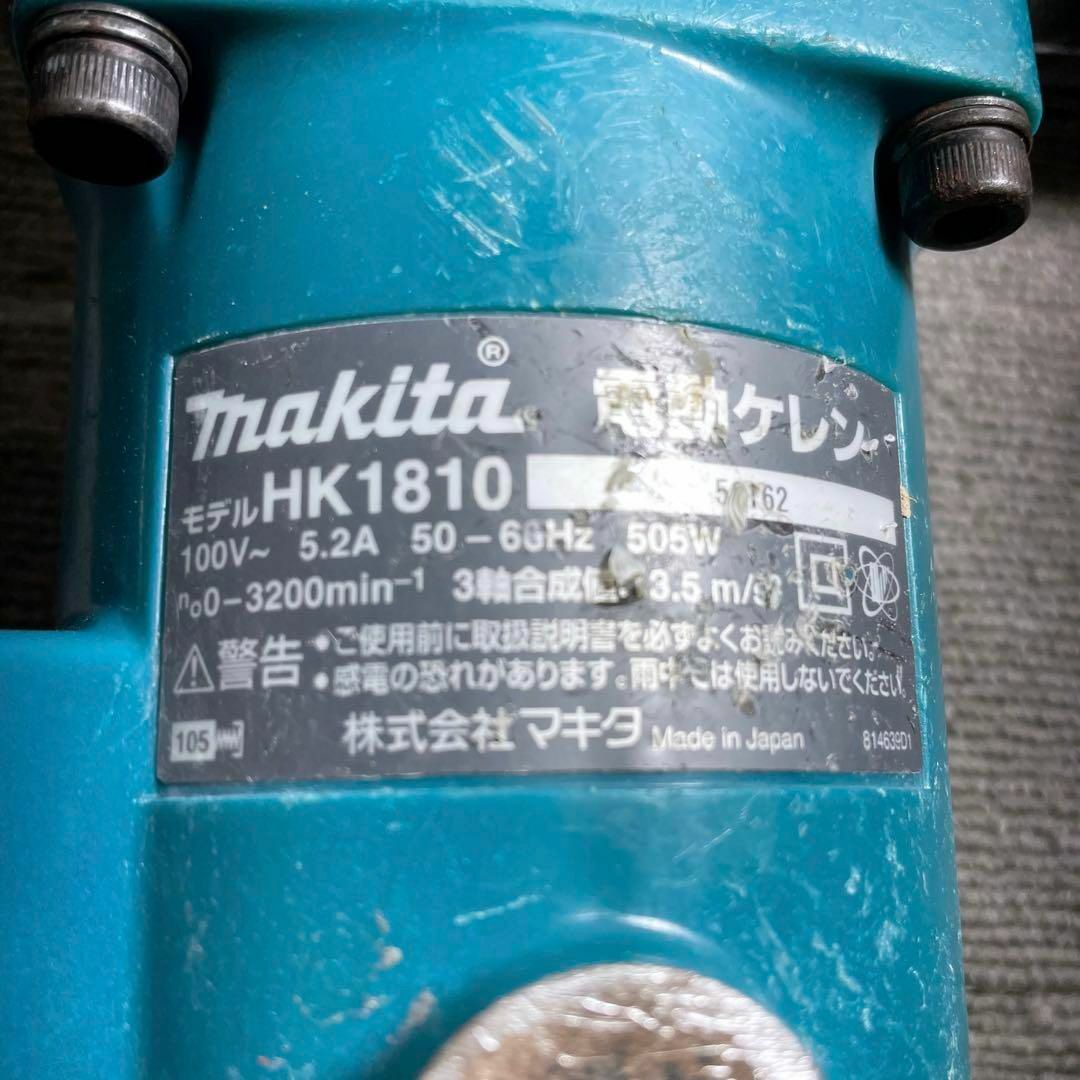 makita® 電動ケレン
モデル HK1810
100V~ 5.2A 50-60Hz 505W
n₀0-3200min⁻¹ 3軸合成値 3.5 m/s²
警告 •ご使用前に取扱説明書を必ずよくお読みください。
•感電の恐れがあります。雨中では使用しないでください。
105
株式会社 マキタ Made in Japan 814639D1